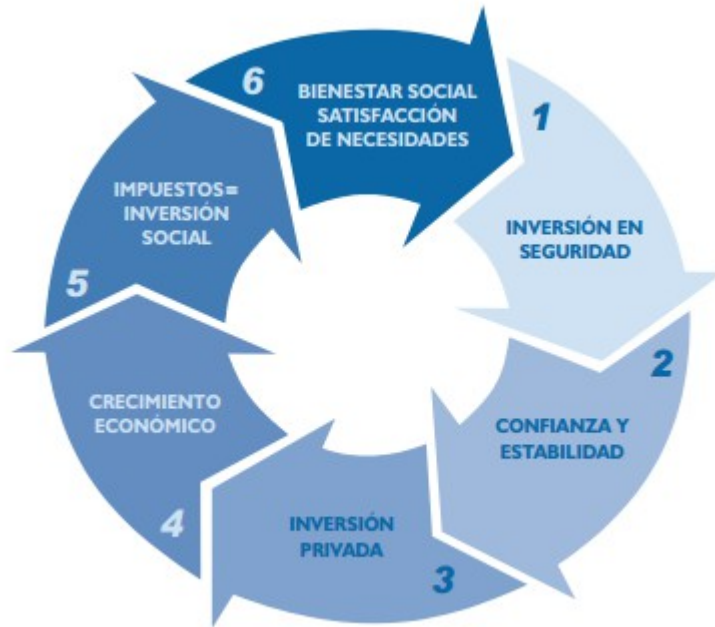 1
INVERSIÓN EN
SEGURIDAD
2
CONFIANZA Y
ESTABILIDAD
3
INVERSIÓN
PRIVADA
4
CRECIMIENTO
ECONÓMICO
5
IMPUESTOS=
INVERSIÓN
SOCIAL
6
BIENESTAR SOCIAL
SATISFACCIÓN
DE NECESIDADES